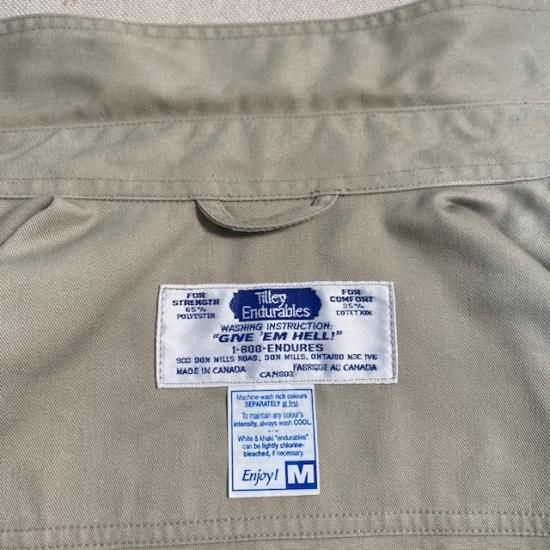 FOR STRENGTH 65% POLYESTER
Tilley Endurables
FOR COMFORT 35%
WASHING INSTRUCTION:
"GIVE 'EM HELL!"
1-800-ENDURES
900 DON MILLS ROAD, DON MILLS, ONTARIO M3C 1V6
MADE IN CANADA FABRIQUE AU CANADA
Machine-wash rich colours
SEPARATELY at first.
To maintain any colour's
intensity, always wash COOL.
White & khaki "endurables"
can be lightly chlorine-
bleached, if necessary.
Enjoy! M